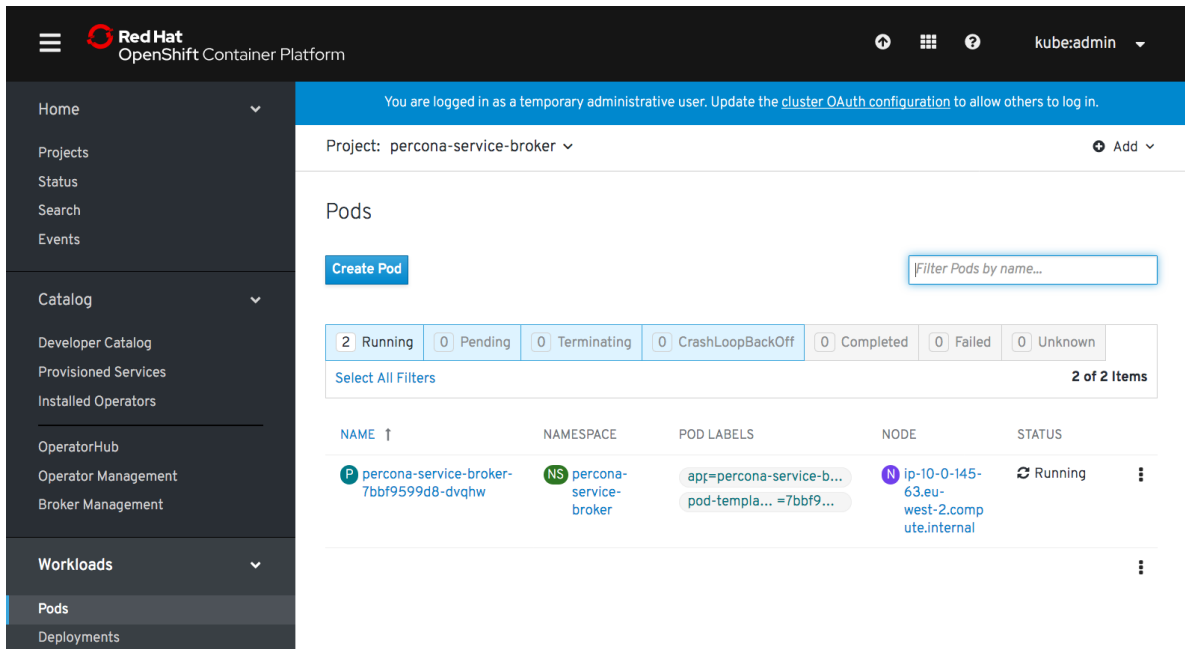 Red Hat
OpenShift Container Platform
kube:admin
Home
Projects
Status
Search
Events
Catalog
Developer Catalog
Provisioned Services
Installed Operators
OperatorHub
Operator Management
Broker Management
Workloads
Pods
Deployments
You are logged in as a temporary administrative user. Update the cluster OAuth configuration to allow others to log in.
Project: percona-service-broker
Add
Pods
Create Pod
Filter Pods by name...
2 Running 0 Pending 0 Terminating 0 CrashLoopBackOff 0 Completed 0 Failed 0 Unknown
Select All Filters
2 of 2 Items
NAME ↑ NAMESPACE POD LABELS NODE STATUS
P percona-service-broker-
7bbf9599d8-dvqhw
NS percona-
service-
broker
app=percona-service-b...
pod-templa... =7bbf9...
N ip-10-0-145-
63.eu-
west-2.comp
ute.internal
Running